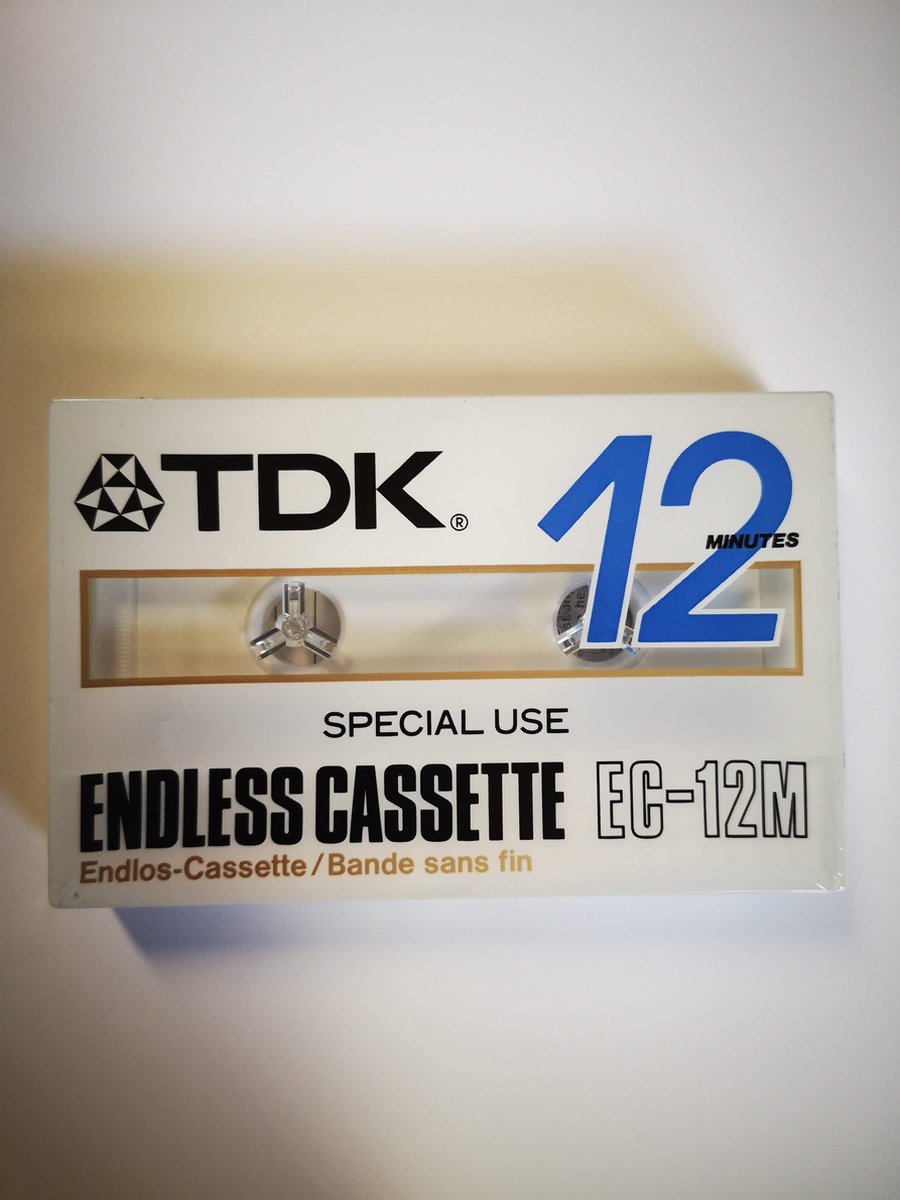 TDK®
12
MINUTES
SPECIAL USE
ENDLESS CASSETTE EC-12M
Endlos-Cassette/Bande sans fin